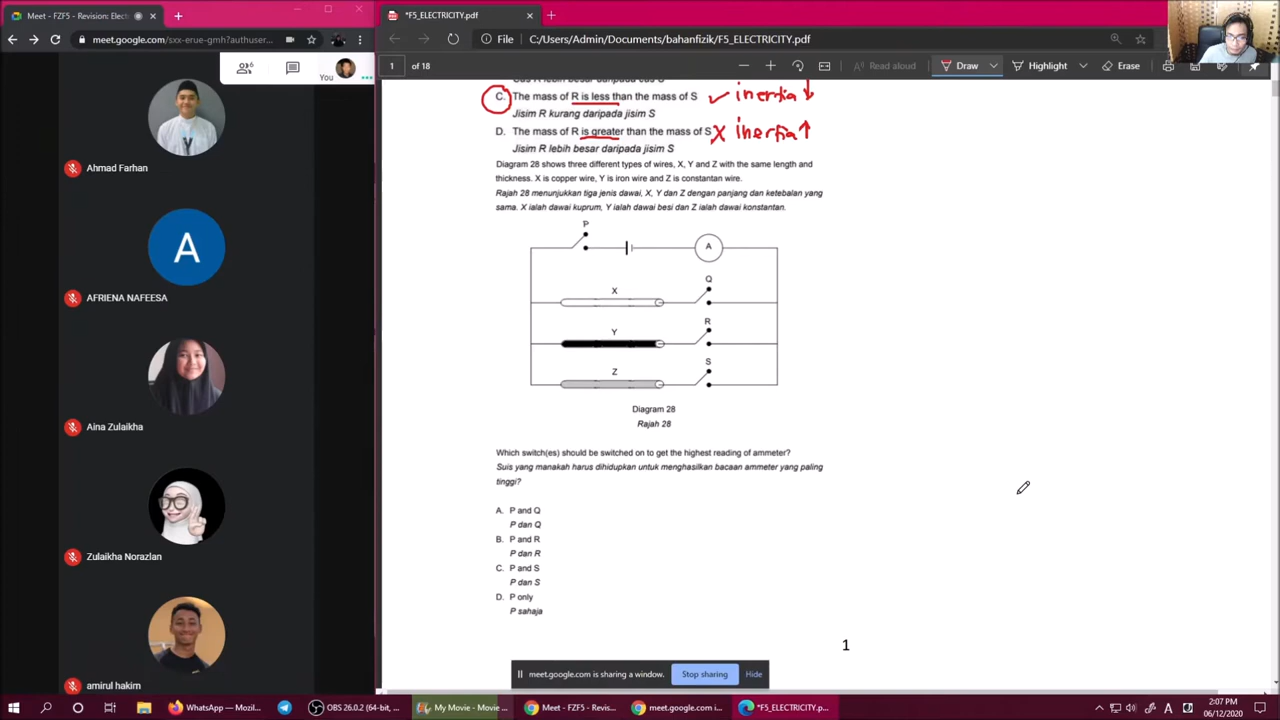 Meet - FZF5 - Revision: Elect
*F5_ELECTRICITY.pdf
meet.google.com/sxx-erue-gmh?authuser...
File
C:/Users/Admin/Documents/bahanfizik/F5_ELECTRICITY.pdf
6
You
1 of 18
Read aloud
Draw
Highlight
Erase
Cas R lebih besar daripada cas S
C. The mass of R is less than the mass of S ✓ inertia ↓
Jisim R kurang daripada jisim S
D. The mass of R is greater than the mass of S X inertia ↑
Jisim R lebih besar daripada jisim S
Diagram 28 shows three different types of wires, X, Y and Z with the same length and
thickness. X is copper wire, Y is iron wire and Z is constantan wire.
Rajah 28 menunjukkan tiga jenis dawai, X, Y dan Z dengan panjang dan ketebalan yang
sama. X ialah dawai kuprum, Y ialah dawai besi dan Z ialah dawai konstantan.
P
A
X
Q
Y
R
Z
S
Diagram 28
Rajah 28
Which switch(es) should be switched on to get the highest reading of ammeter?
Suis yang manakah harus dihidupkan untuk menghasilkan bacaan ammeter yang paling
tinggi?
A. P and Q
P dan Q
B. P and R
P dan R
C. P and S
P dan S
D. P only
P sahaja
1
Ahmad Farhan
A
AFRIENA NAFEESA
Aina Zulaikha
Zulaikha Norazlan
amirul hakim
meet.google.com is sharing a window.
Stop sharing
Hide
WhatsApp — Mozil...
OBS 26.0.2 (64-bit, ...
My Movie - Movie ...
Meet - FZF5 - Revis...
meet.google.com i...
*F5_ELECTRICITY.p...
A
2:07 PM
06/12/2020